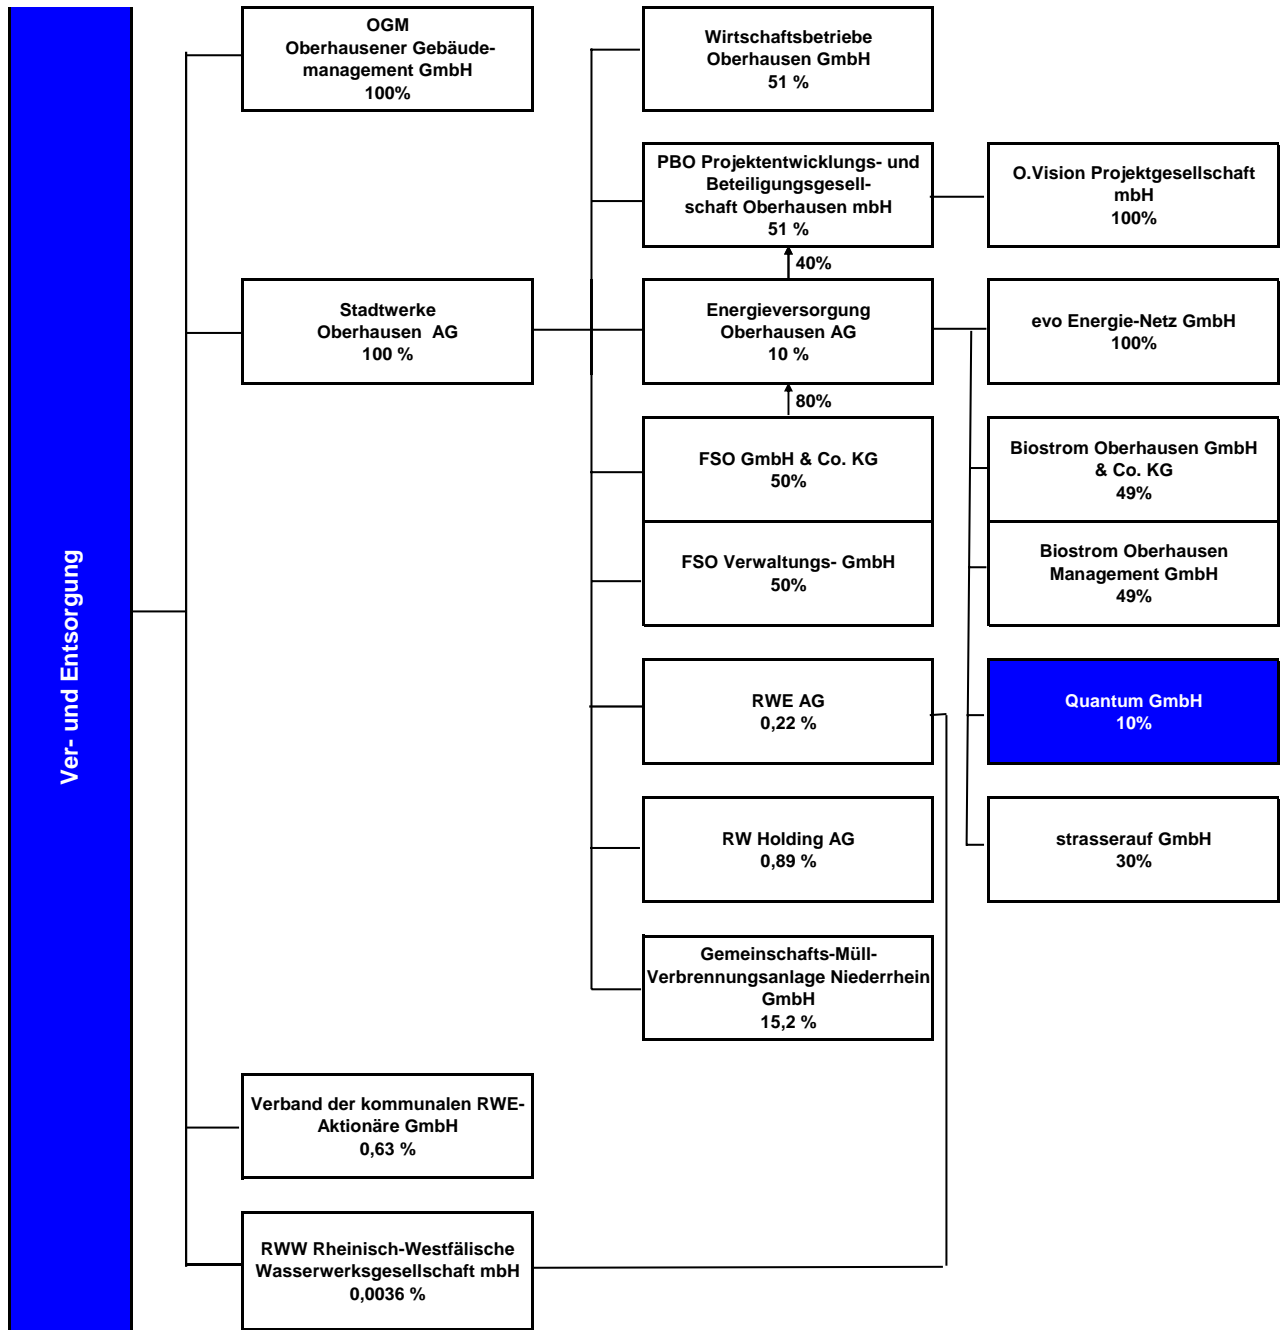 Ver- und Entsorgung
OGM
Oberhausener Gebäude-
management GmbH
100%
Stadtwerke
Oberhausen AG
100 %
Verband der kommunalen RWE-
Aktionäre GmbH
0,63 %
RWW Rheinisch-Westfälische
Wasserwerksgesellschaft mbH
0,0036 %
Wirtschaftsbetriebe
Oberhausen GmbH
51 %
PBO Projektentwicklungs- und
Beteiligungsgesell-
schaft Oberhausen mbH
51 %
40%
Energieversorgung
Oberhausen AG
10 %
80%
FSO GmbH & Co. KG
50%
FSO Verwaltungs- GmbH
50%
RWE AG
0,22 %
RW Holding AG
0,89 %
Gemeinschafts-Müll-
Verbrennungsanlage Niederrhein
GmbH
15,2 %
O.Vision Projektgesellschaft
mbH
100%
evo Energie-Netz GmbH
100%
Biostrom Oberhausen GmbH
& Co. KG
49%
Biostrom Oberhausen
Management GmbH
49%
Quantum GmbH
10%
strasserauf GmbH
30%